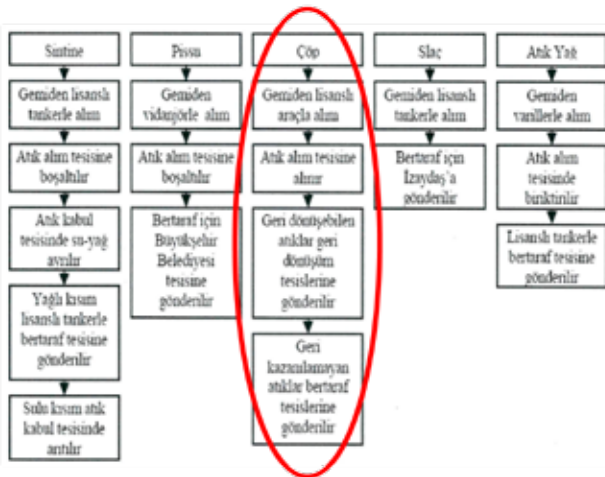 Sintine
Gemiden lisanslı
tankerle alım
Atık alım tesisine
boşaltılır
Atık kabul
tesisinde su-yağ
ayrılır
Yağlı kısım
lisanslı tankerle
bertaraf tesisine
gönderilir
Sulu kısım atık
kabul tesisinde
arıtılır
Pissu
Gemiden
vidanjörle alım
Atık alım tesisine
boşaltılır
Bertaraf için
Büyükşehir
Belediyesi
tesisine
gönderilir
Çöp
Gemiden lisanslı
araçla alımı
Atık alım tesisine
alınır
Geri dönüşebilen
atıklar geri
dönüşüm
tesislerine
gönderilir
Geri
kazanılamayan
atıklar bertaraf
tesislerine
gönderilir
Slaç
Gemiden lisanslı
tankerle alım
Bertaraf için
İzaydaş'a
gönderilir
Atık Yağ
Gemiden
varillerle alım
Atık alım
tesisinde
biriktirilir
Lisanslı tankerle
bertaraf tesisine
gönderilir